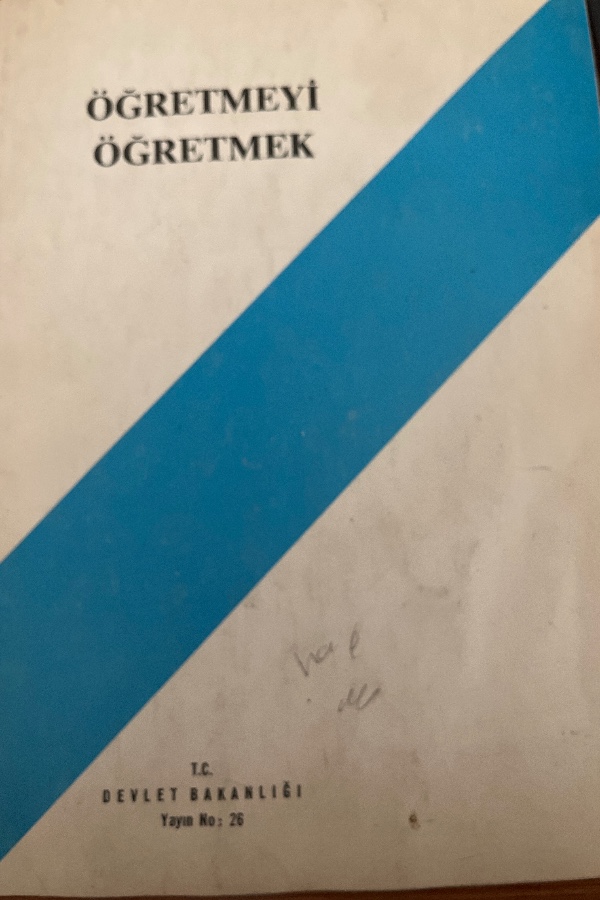 ÖĞRETMEYİ
ÖĞRETMEK
T.C.
DEVLET BAKANLIĞI
Yayın No: 26